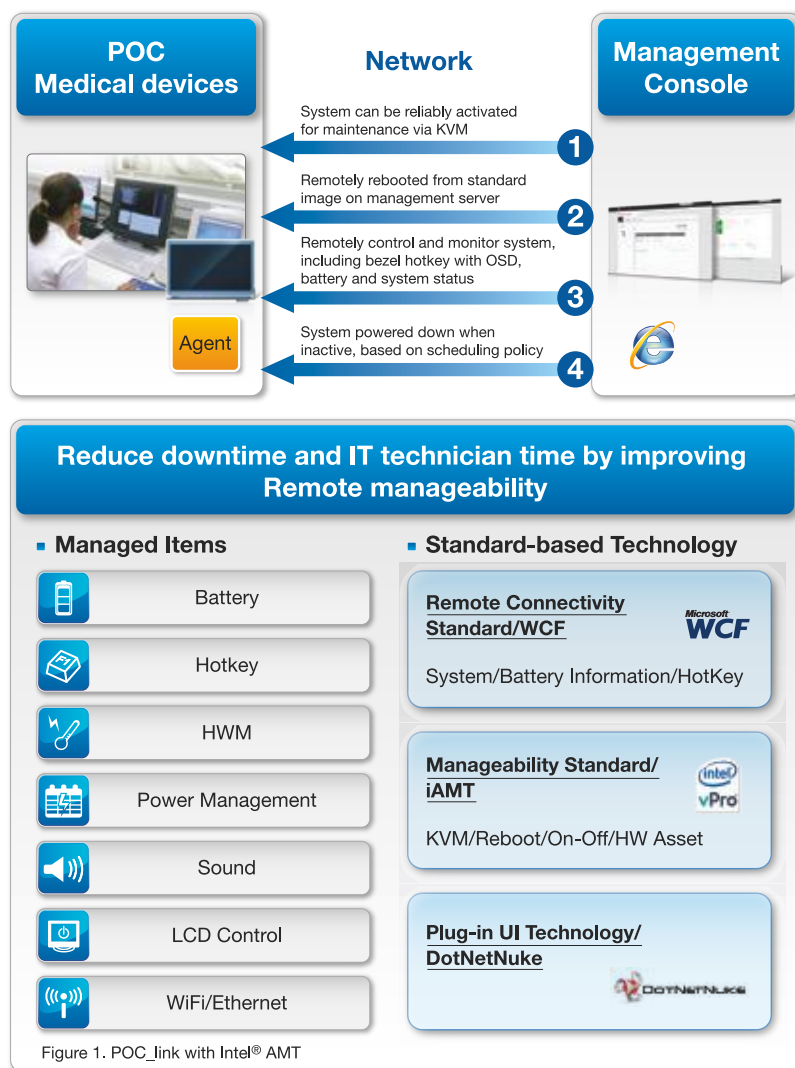 POC
Medical devices
Network
Management
Console
System can be reliably activated
for maintenance via KVM
1
Remotely rebooted from standard
image on management server
2
Remotely control and monitor system,
including bezel hotkey with OSD,
battery and system status
3
Agent
System powered down when
inactive, based on scheduling policy
4
Reduce downtime and IT technician time by improving
Remote manageability
Managed Items
Battery
F1
Hotkey
HWM
Power Management
Sound
LCD Control
WiFi/Ethernet
Standard-based Technology
Remote Connectivity
Standard/WCF
Microsoft
WCF
System/Battery Information/HotKey
Manageability Standard/
iAMT
intel
vPro
KVM/Reboot/On-Off/HW Asset
Plug-in UI Technology/
DotNetNuke
DOTNETNUKE
Figure 1. POC_link with Intel® AMT